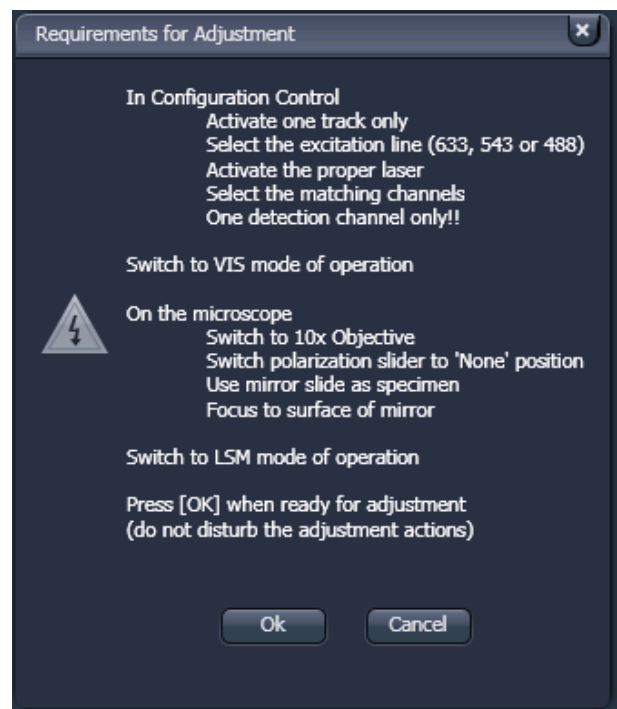 Requirements for Adjustment
In Configuration Control
Activate one track only
Select the excitation line (633, 543 or 488)
Activate the proper laser
Select the matching channels
One detection channel only!!
Switch to VIS mode of operation
On the microscope
Switch to 10x Objective
Switch polarization slider to 'None' position
Use mirror slide as specimen
Focus to surface of mirror
Switch to LSM mode of operation
Press [OK] when ready for adjustment
(do not disturb the adjustment actions)
Ok Cancel